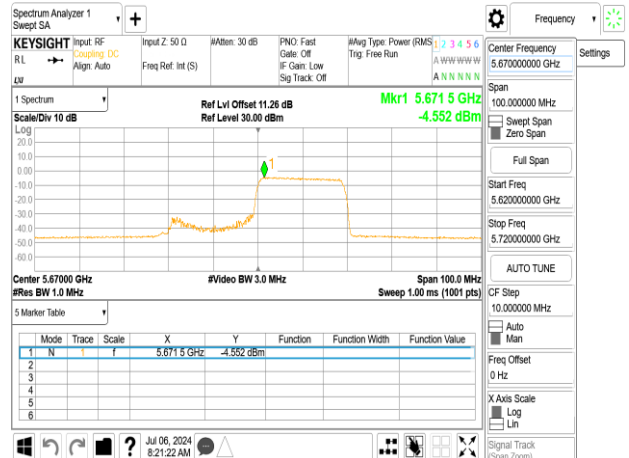 Spectrum Analyzer 1
Swept SA
Frequency
Settings
KEYSIGHT
R L
Input: RF
Coupling: DC
Align: Auto
Input Z: 50 Ω
Freq Ref: Int (S)
#Atten: 30 dB
PNO: Fast
Gate: Off
IF Gain: Low
Sig Track: Off
#Avg Type: Power (RMS
Trig: Free Run
1 2 3 4 5 6
A W W W W W
A N N N N N
1 Spectrum
Scale/Div 10 dB
Log
Ref Lvl Offset 11.26 dB
Ref Level 30.00 dBm
Mkr1 5.671 5 GHz
-4.552 dBm
20.0
10.0
0.00
-10.0
-20.0
-30.0
-40.0
-50.0
-60.0
1
Center 5.67000 GHz
#Res BW 1.0 MHz
#Video BW 3.0 MHz
Span 100.0 MHz
Sweep 1.00 ms (1001 pts)
5 Marker Table
Mode Trace Scale X Y Function Function Width Function Value
1 N 1 f 5.671 5 GHz -4.552 dBm
2
3
4
5
6
Jul 06, 2024
8:21:22 AM
?
Center Frequency
5.670000000 GHz
Span
100.000000 MHz
Swept Span
Zero Span
Full Span
Start Freq
5.620000000 GHz
Stop Freq
5.720000000 GHz
AUTO TUNE
CF Step
10.000000 MHz
Auto
Man
Freq Offset
0 Hz
X Axis Scale
Log
Lin
Signal Track
(Span Zoom)